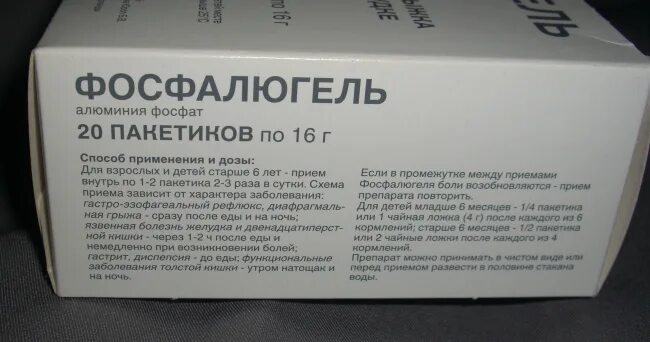 ЕЛЬ
ЫЖКА
УДКЕ
по 16 г
ФОСФАЛЮГЕЛЬ
алюминия фосфат
20 ПАКЕТИКОВ по 16 г
Способ применения и дозы:
Для взрослых и детей старше 6 лет - прием
внутрь по 1-2 пакетика 2-3 раза в сутки. Схема
приема зависит от характера заболевания:
гастро-эзофагеальный рефлюкс, диафрагмаль-
ная грыжа - сразу после еды и на ночь;
язвенная болезнь желудка и двенадцатиперст-
ной кишки - через 1-2 ч после еды и
немедленно при возникновении болей;
гастрит, диспепсия - до еды; функциональные
заболевания толстой кишки - утром натощак и
на ночь.
Если в промежутке между приемами
Фосфалюгеля боли возобновляются - прием
препарата повторить.
Для детей младше 6 месяцев - 1/4 пакетика
или 1 чайная ложка (4 г) после каждого из 6
кормлений; старше 6 месяцев - 1/2 пакетика
или 2 чайные ложки после каждого из 4
кормлений.
Препарат можно принимать в чистом виде или
перед приемом развести в половине стакана
воды.